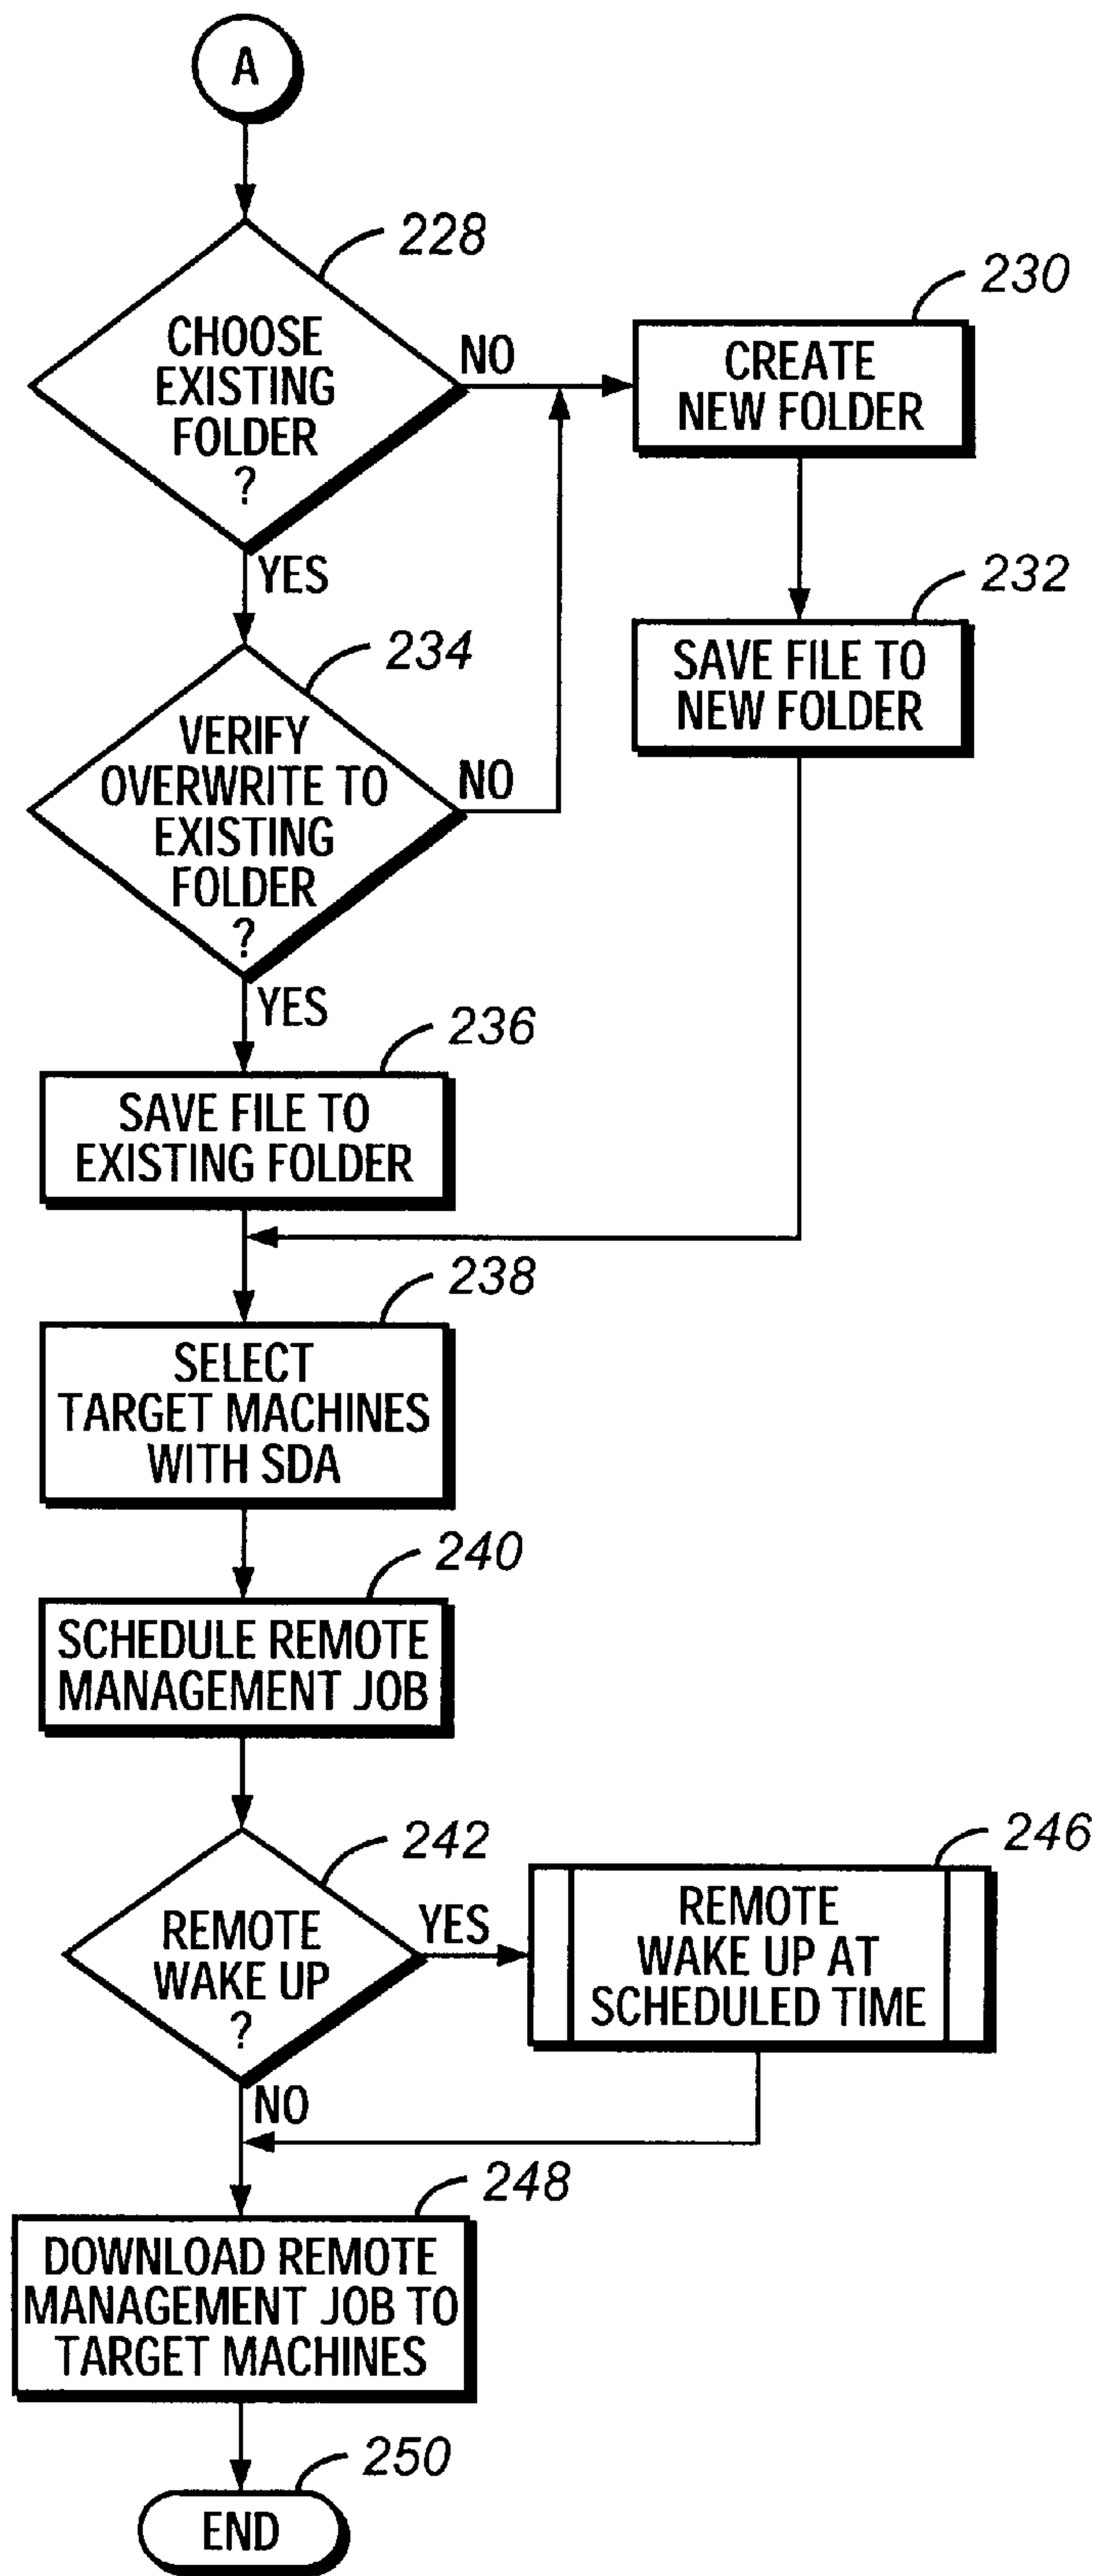 A
228
CHOOSE
EXISTING
FOLDER
?
NO
YES
230
CREATE
NEW FOLDER
232
SAVE FILE TO
NEW FOLDER
234
VERIFY
OVERWRITE TO
EXISTING
FOLDER
?
NO
YES
236
SAVE FILE TO
EXISTING FOLDER
238
SELECT
TARGET MACHINES
WITH SDA
240
SCHEDULE REMOTE
MANAGEMENT JOB
242
REMOTE
WAKE UP
?
YES
NO
246
REMOTE
WAKE UP AT
SCHEDULED TIME
248
DOWNLOAD REMOTE
MANAGEMENT JOB TO
TARGET MACHINES
250
END